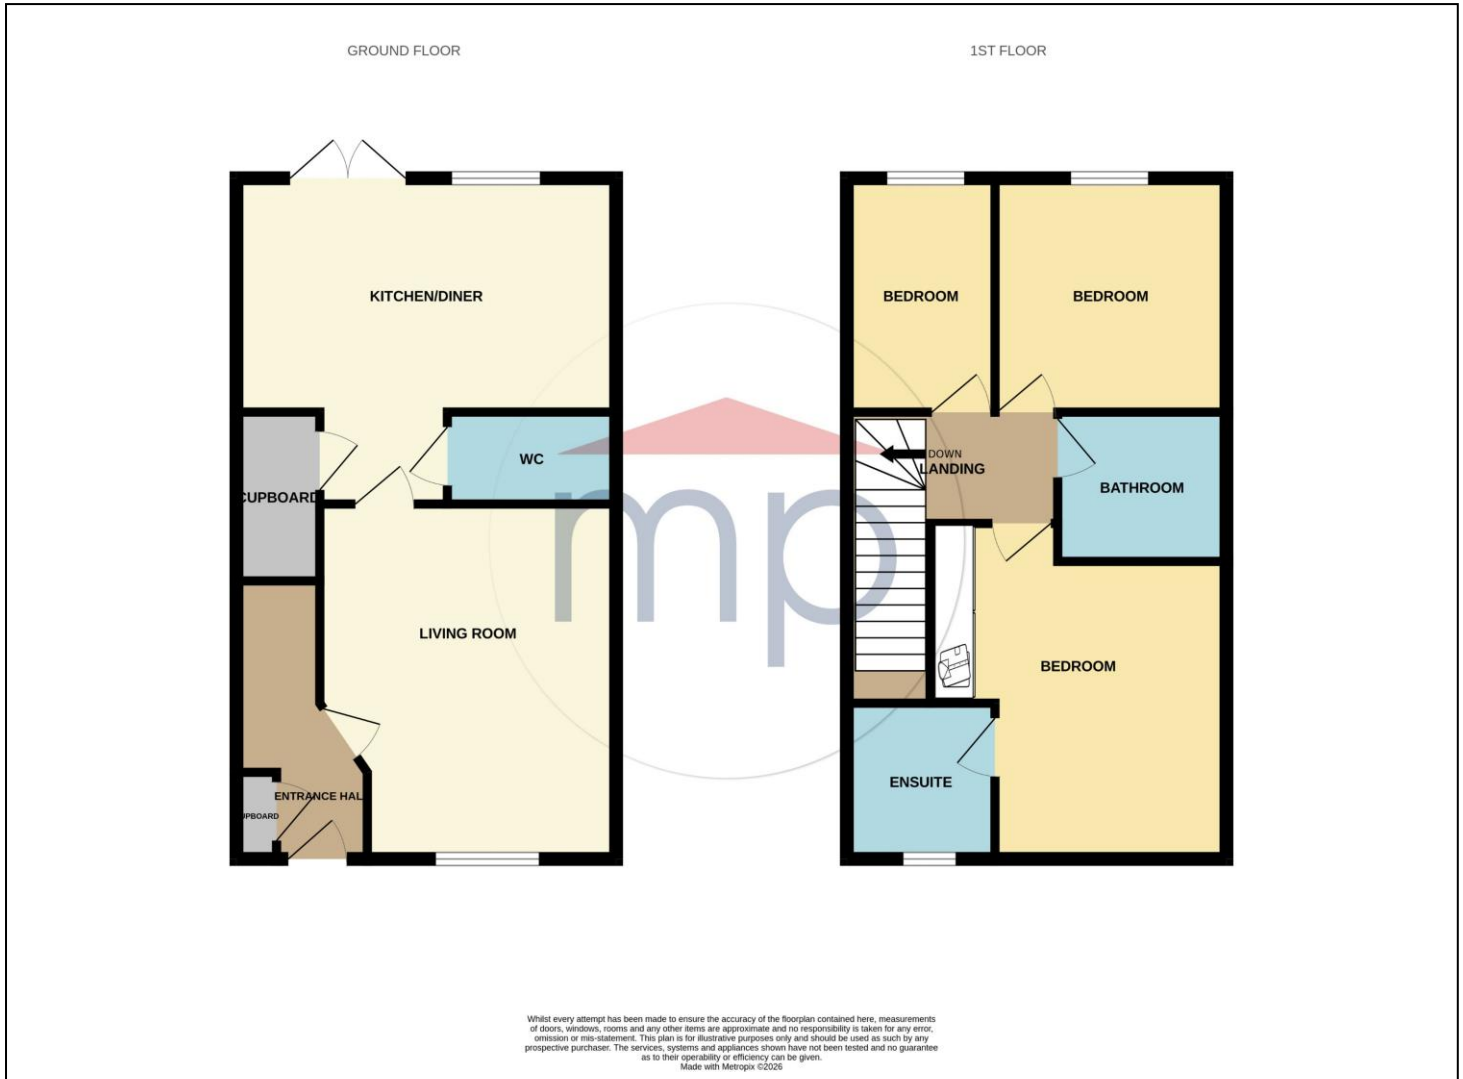 GROUND FLOOR
1ST FLOOR
KITCHEN/DINER
CUPBOARD
WC
LIVING ROOM
ENTRANCE HAL
UPBOARD
BEDROOM
BEDROOM
DOWN
LANDING
BATHROOM
BEDROOM
ENSUITE
mp
Whilst every attempt has been made to ensure the accuracy of the floorplan contained here, measurements
of doors, windows, rooms and any other items are approximate and no responsibility is taken for any error,
omission or mis-statement. This plan is for illustrative purposes only and should be used as such by any
prospective purchaser. The services, systems and appliances shown have not been tested and no guarantee
as to their operability or efficiency can be given.
Made with Metropix ©2026